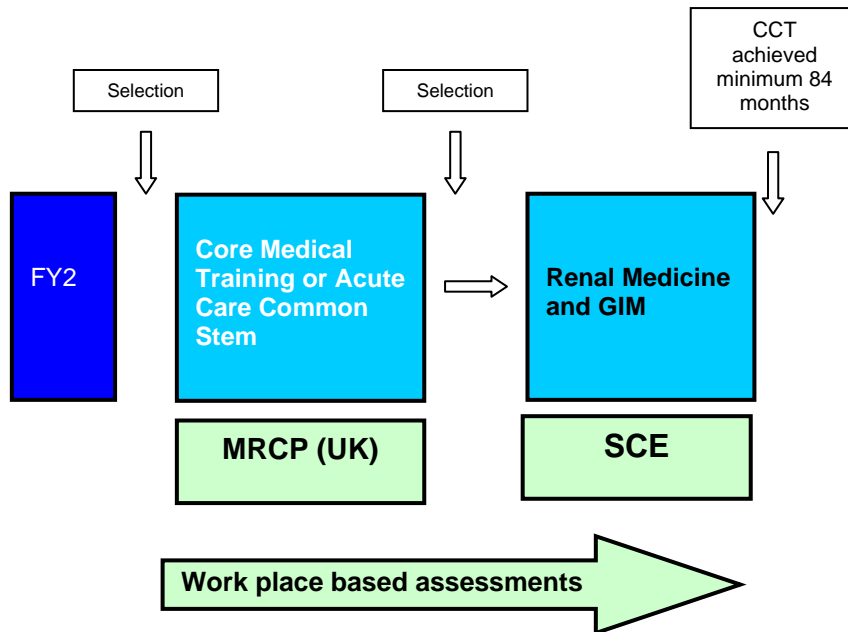 CCT
achieved
minimum 84
months
Selection
Selection
FY2
Core Medical
Training or Acute
Care Common
Stem
Renal Medicine
and GIM
MRCP (UK)
SCE
Work place based assessments